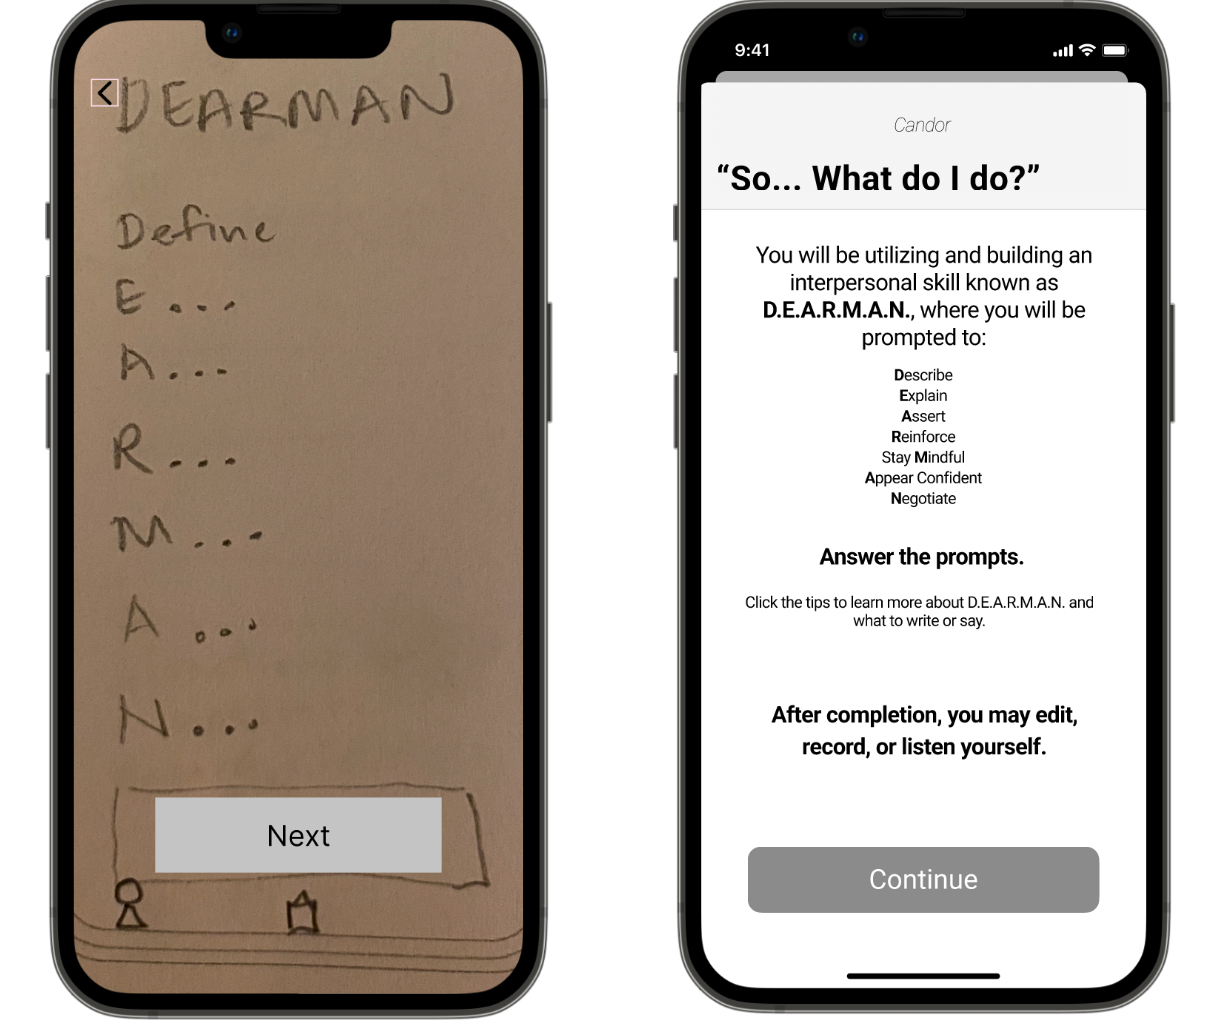 DEARMAN
Define
E...
A...
R...
M...
A...
N...
Next
9:41
Candor
“So... What do I do?”
You will be utilizing and building an
interpersonal skill known as
D.E.A.R.M.A.N., where you will be
prompted to:
Describe
Explain
Assert
Reinforce
Stay Mindful
Appear Confident
Negotiate
Answer the prompts.
Click the tips to learn more about D.E.A.R.M.A.N. and
what to write or say.
After completion, you may edit,
record, or listen yourself.
Continue